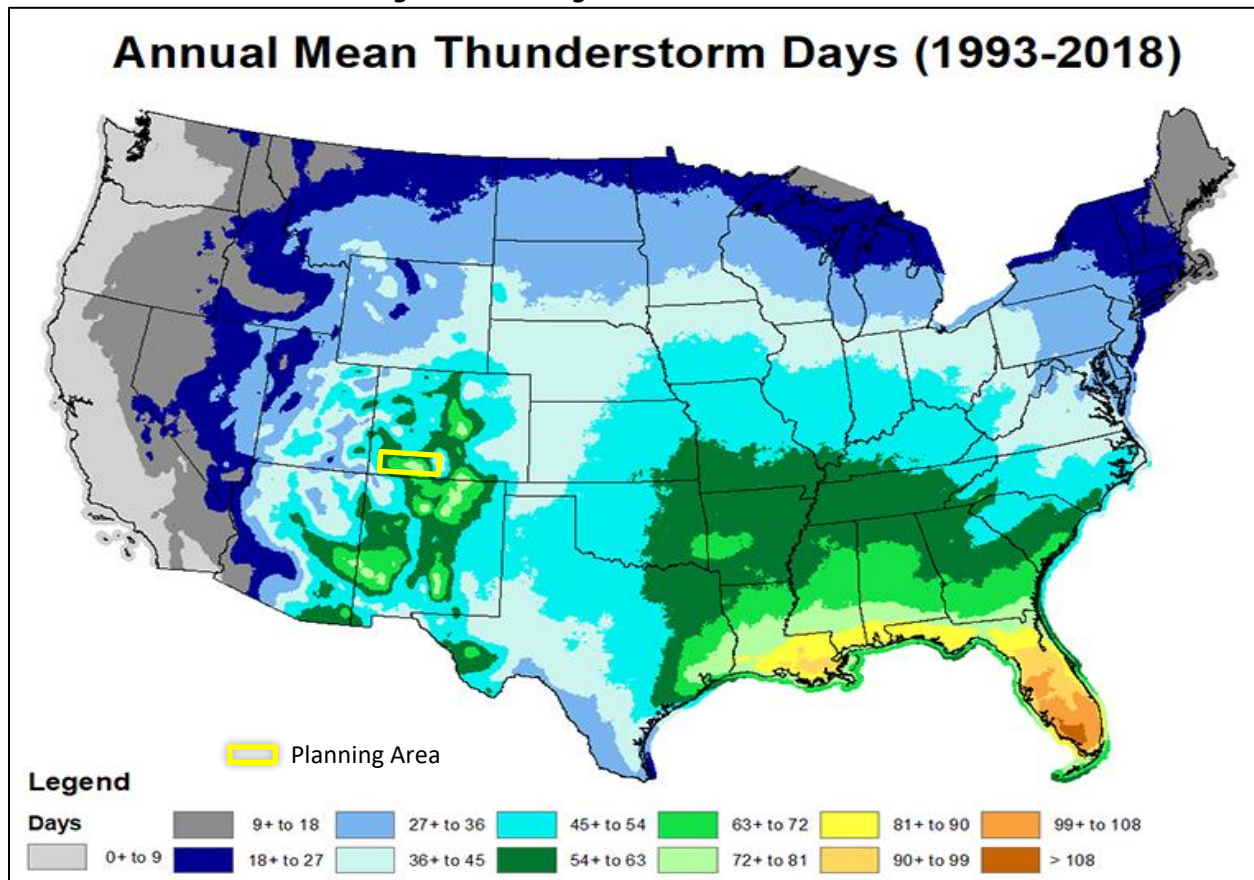 Annual Mean Thunderstorm Days (1993-2018)
Planning Area
Legend
Days
9+ to 18
27+ to 36
45+ to 54
63+ to 72
81+ to 90
99+ to 108
0+ to 9
18+ to 27
36+ to 45
54+ to 63
72+ to 81
90+ to 99
> 108